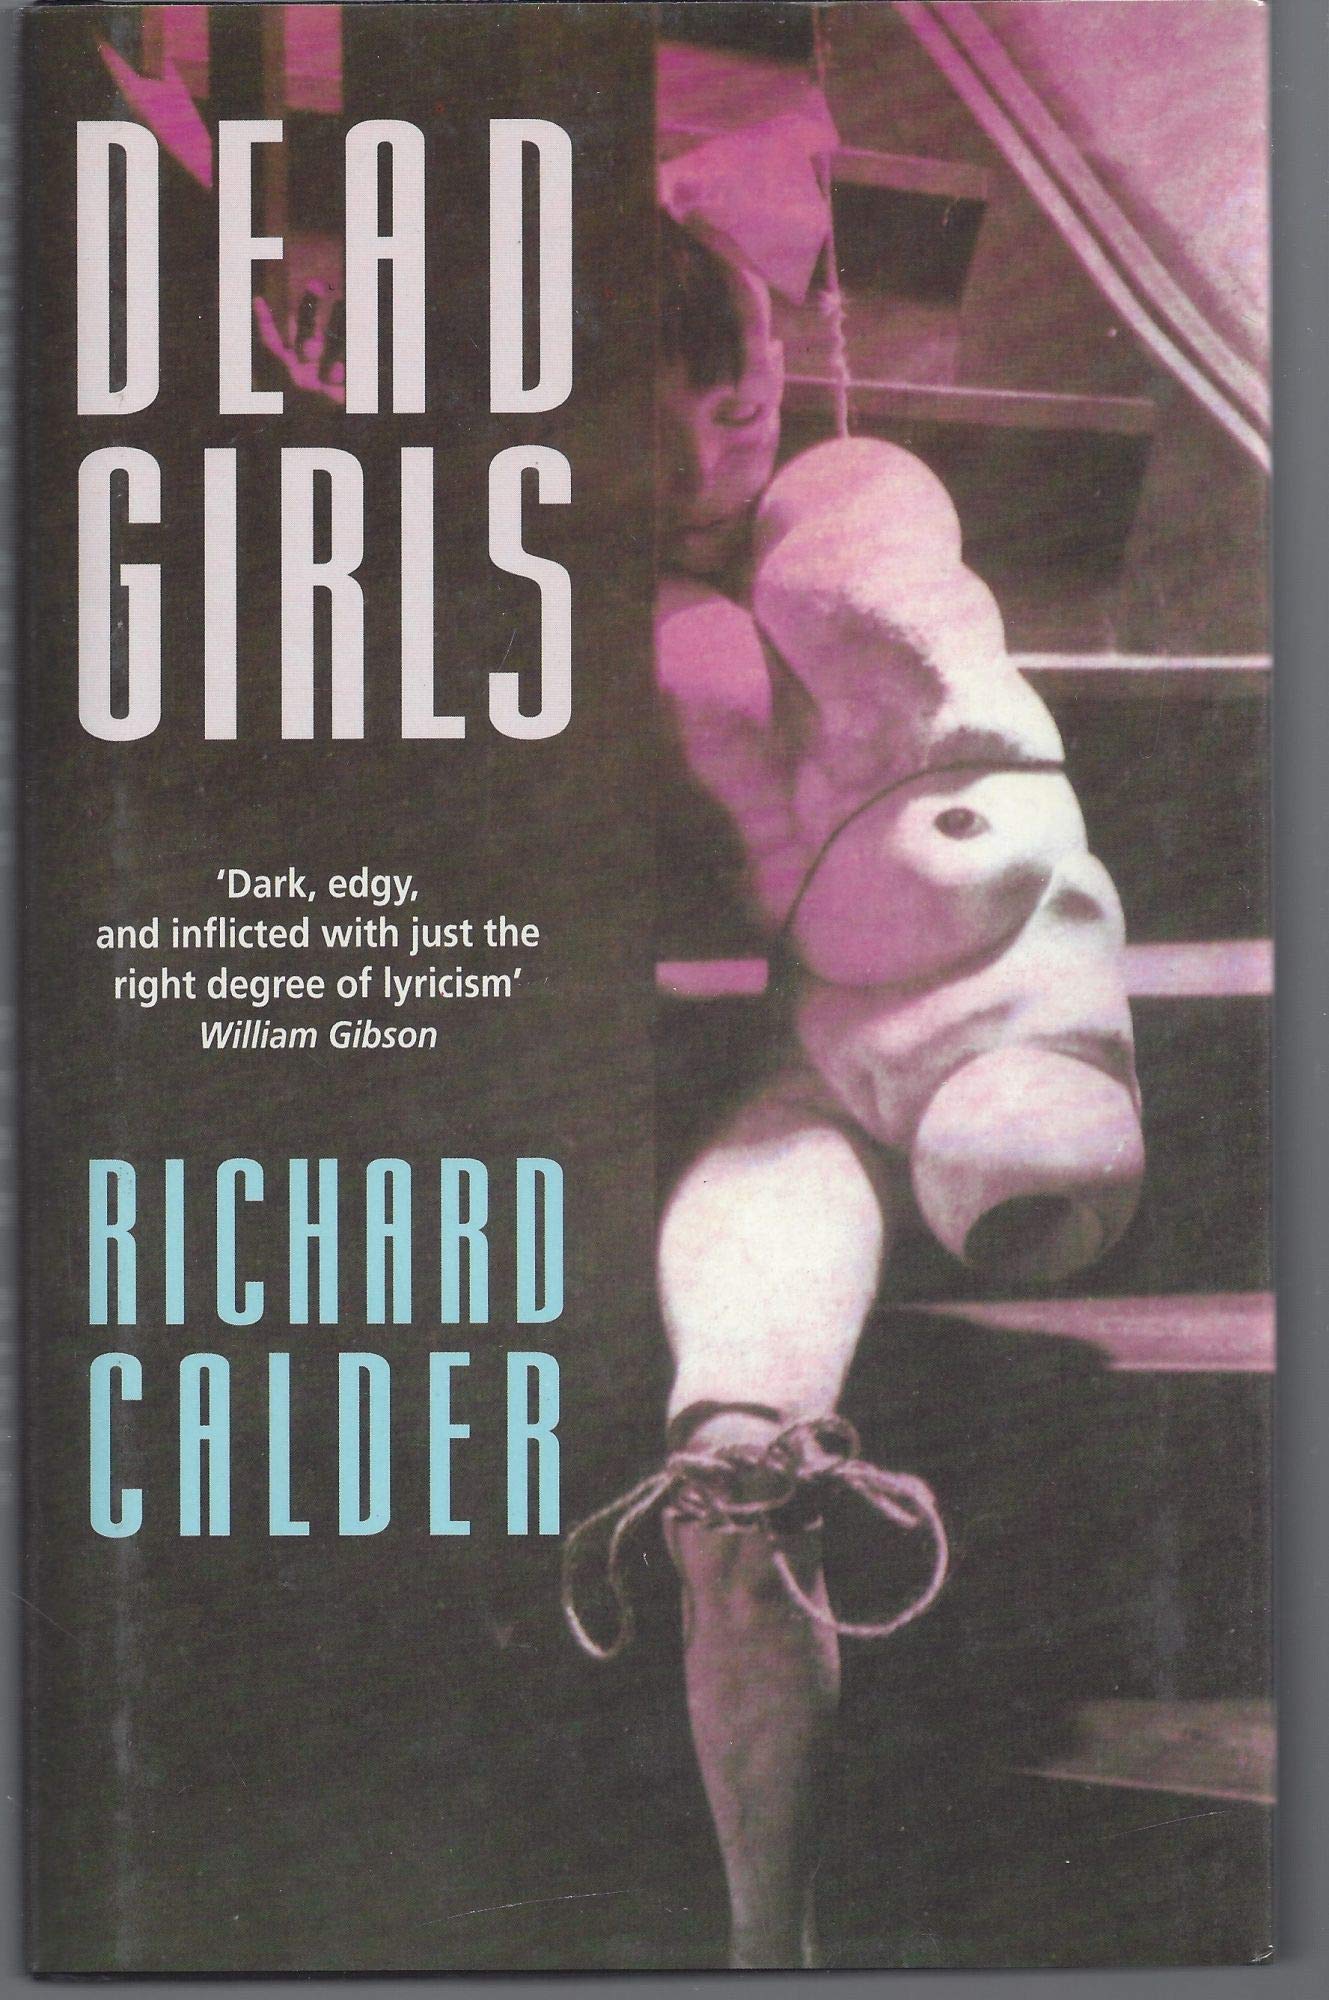 DEAD
GIRLS
‘Dark, edgy,
and inflicted with just the
right degree of lyricism’
William Gibson
RICHARD
CALDER